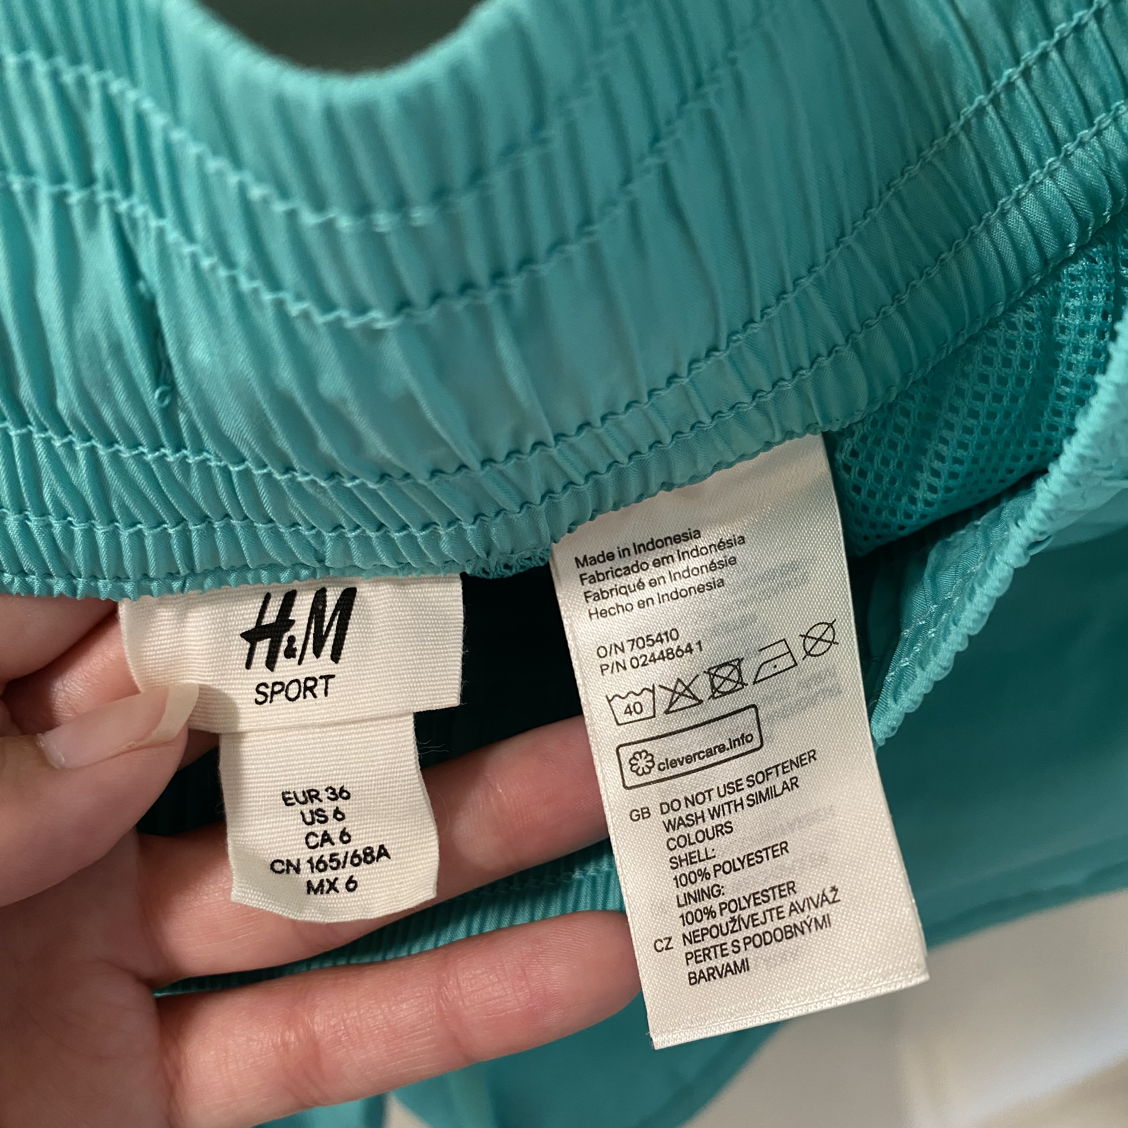 H&M
SPORT
EUR 36
US 6
CA 6
CN 165/68A
MX 6
Made in Indonesia
Fabricado em Indonésia
Fabriqué en Indonésie
Hecho en Indonesia
O/N 705410
P/N 02448641
40
clevercare.info
GB DO NOT USE SOFTENER
WASH WITH SIMILAR
COLOURS
SHELL:
100% POLYESTER
LINING:
100% POLYESTER
CZ NEPOUŽÍVEJTE AVIVÁŽ
PERTE S PODOBNÝMI
BARVAMI